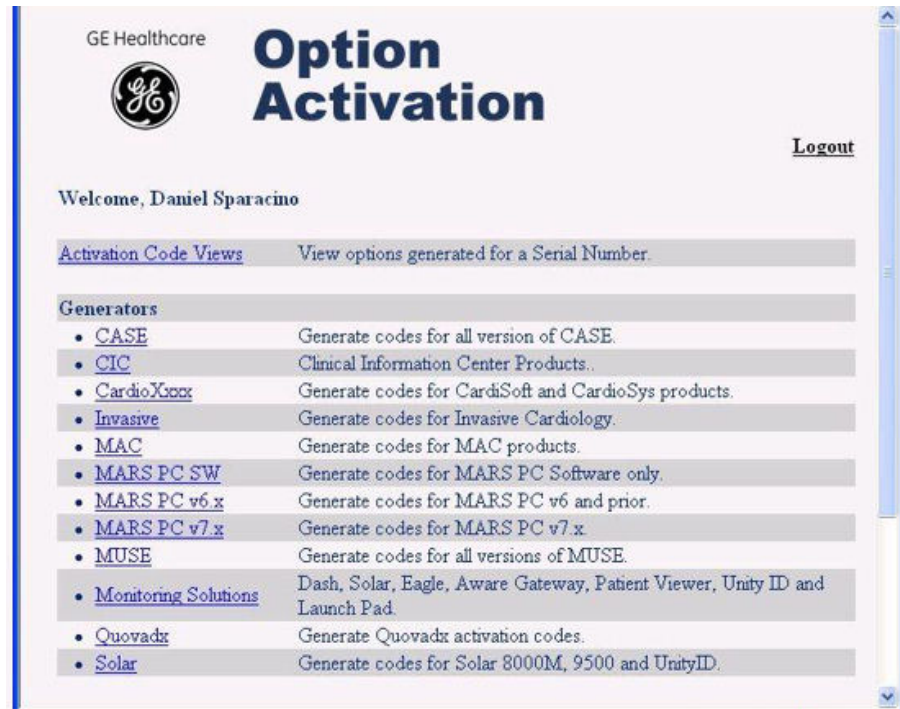 GE Healthcare
Option
Activation
Logout
Welcome, Daniel Sparacino
Activation Code Views View options generated for a Serial Number.
Generators
• CASE Generate codes for all version of CASE.
• CIC Clinical Information Center Products..
• CardioXxxx Generate codes for CardiSoft and CardioSys products.
• Invasive Generate codes for Invasive Cardiology.
• MAC Generate codes for MAC products.
• MARS PC SW Generate codes for MARS PC Software only.
• MARS PC v6.x Generate codes for MARS PC v6 and prior.
• MARS PC v7.x Generate codes for MARS PC v7.x.
• MUSE Generate codes for all versions of MUSE.
• Monitoring Solutions Dash, Solar, Eagle, Aware Gateway, Patient Viewer, Unity ID and
Launch Pad.
• Quovadx Generate Quovadx activation codes.
• Solar Generate codes for Solar 8000M, 9500 and UnityID.